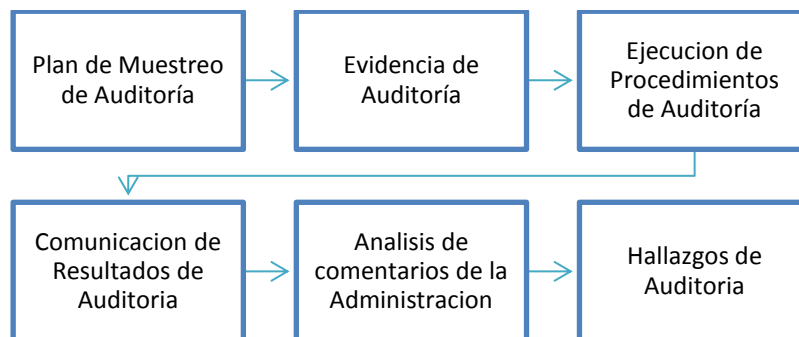 Plan de Muestreo
de Auditoría
Evidencia de
Auditoría
Ejecucion de
Procedimientos
de Auditoría
Comunicacion de
Resultados de
Auditoria
Analisis de
comentarios de la
Administracion
Hallazgos de
Auditoria